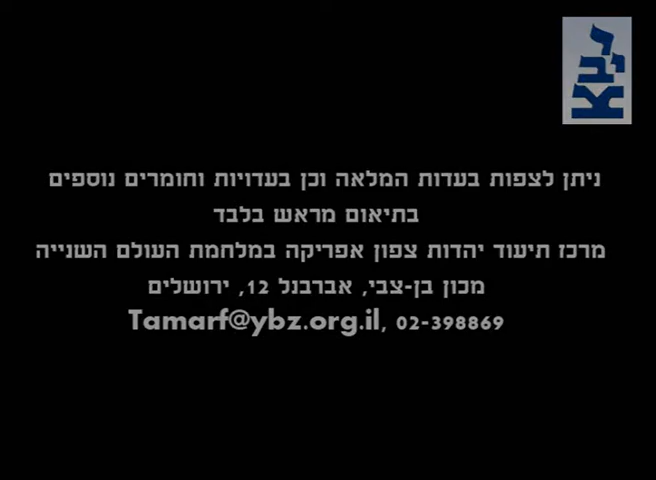 ניתן לצפות בעדות המלאה וכן בעדויות וחומרים נוספים
בתיאום מראש בלבד
מרכז תיעוד יהדות צפון אפריקה במלחמת העולם השנייה
מכון בן-צבי, אברבנל 12, ירושלים
Tamarf@ybz.org.il, 02-398869